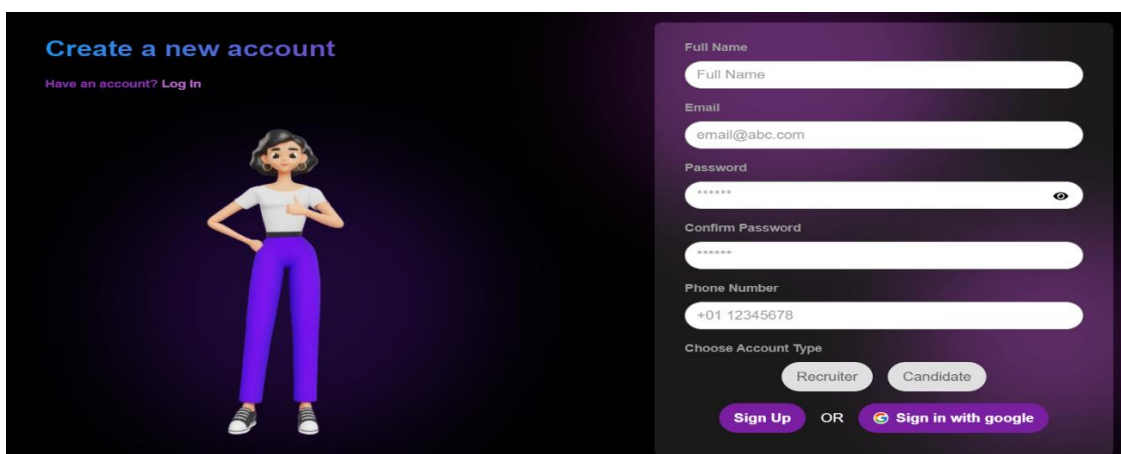 Create a new account
Have an account? Log In
Full Name
Full Name
Email
email@abc.com
Password
******
Confirm Password
******
Phone Number
+01 12345678
Choose Account Type
Recruiter Candidate
Sign Up OR G Sign in with google